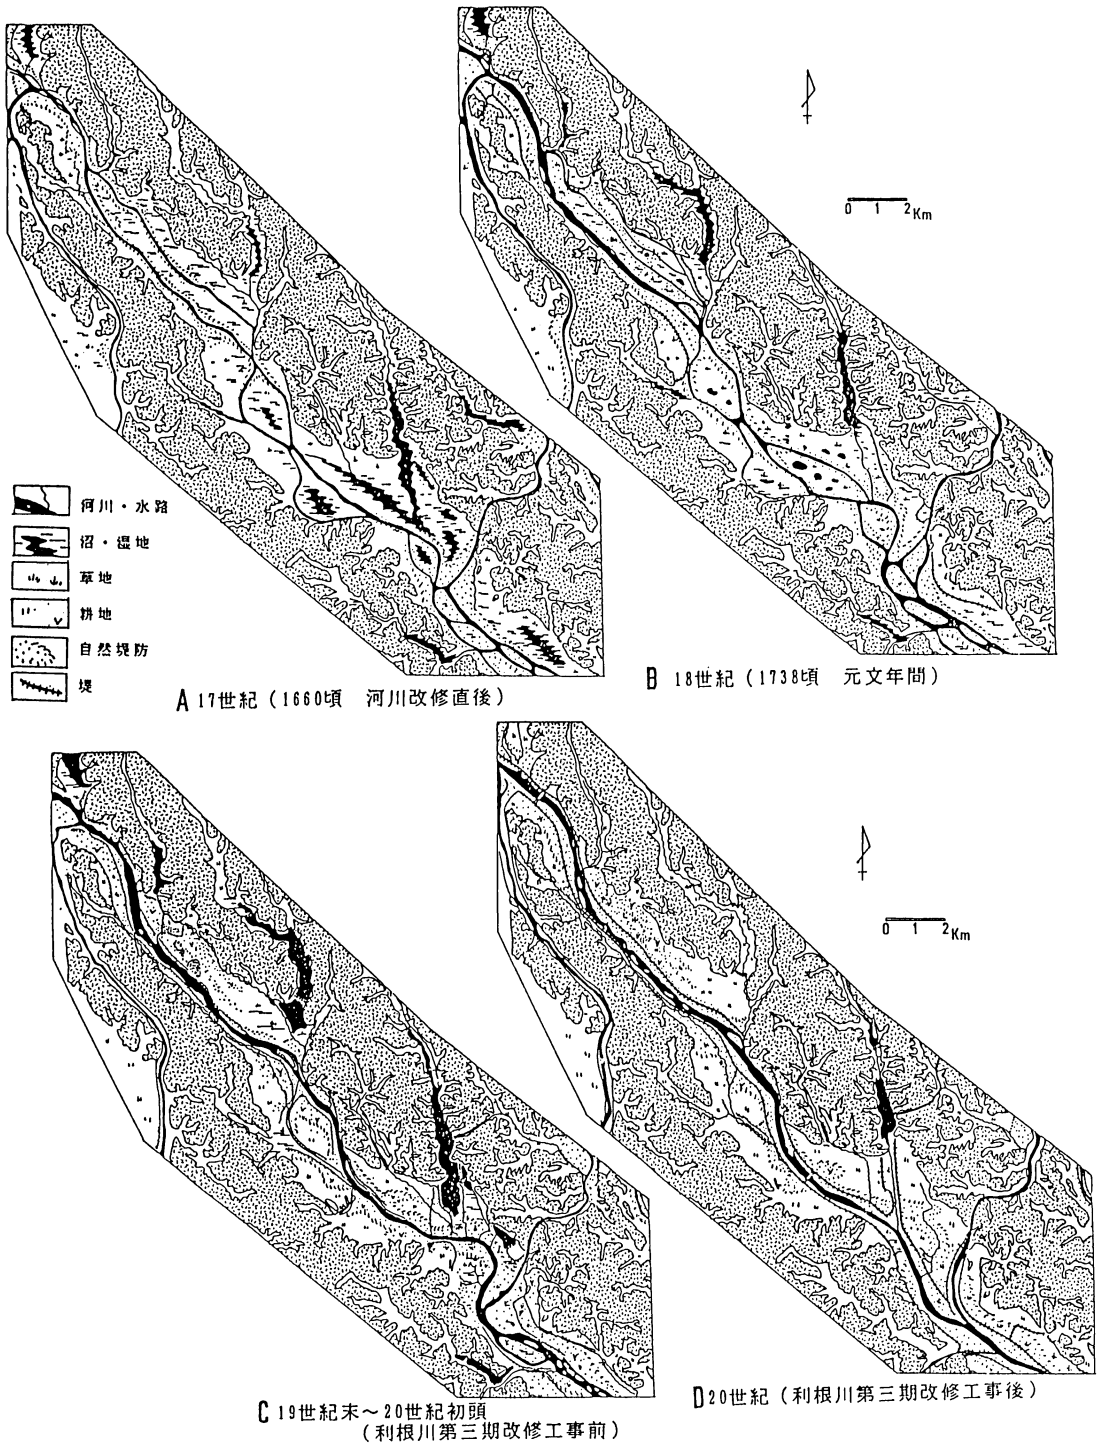 0 1 2Km
河川・水路
沼・湿地
草地
耕地
自然堤防
堤
A 17世紀(1660頃 河川改修直後)
B 18世紀(1738頃 元文年間)
0 1 2Km
C 19世紀末~20世紀初頭
(利根川第三期改修工事前)
D 20世紀(利根川第三期改修工事後)